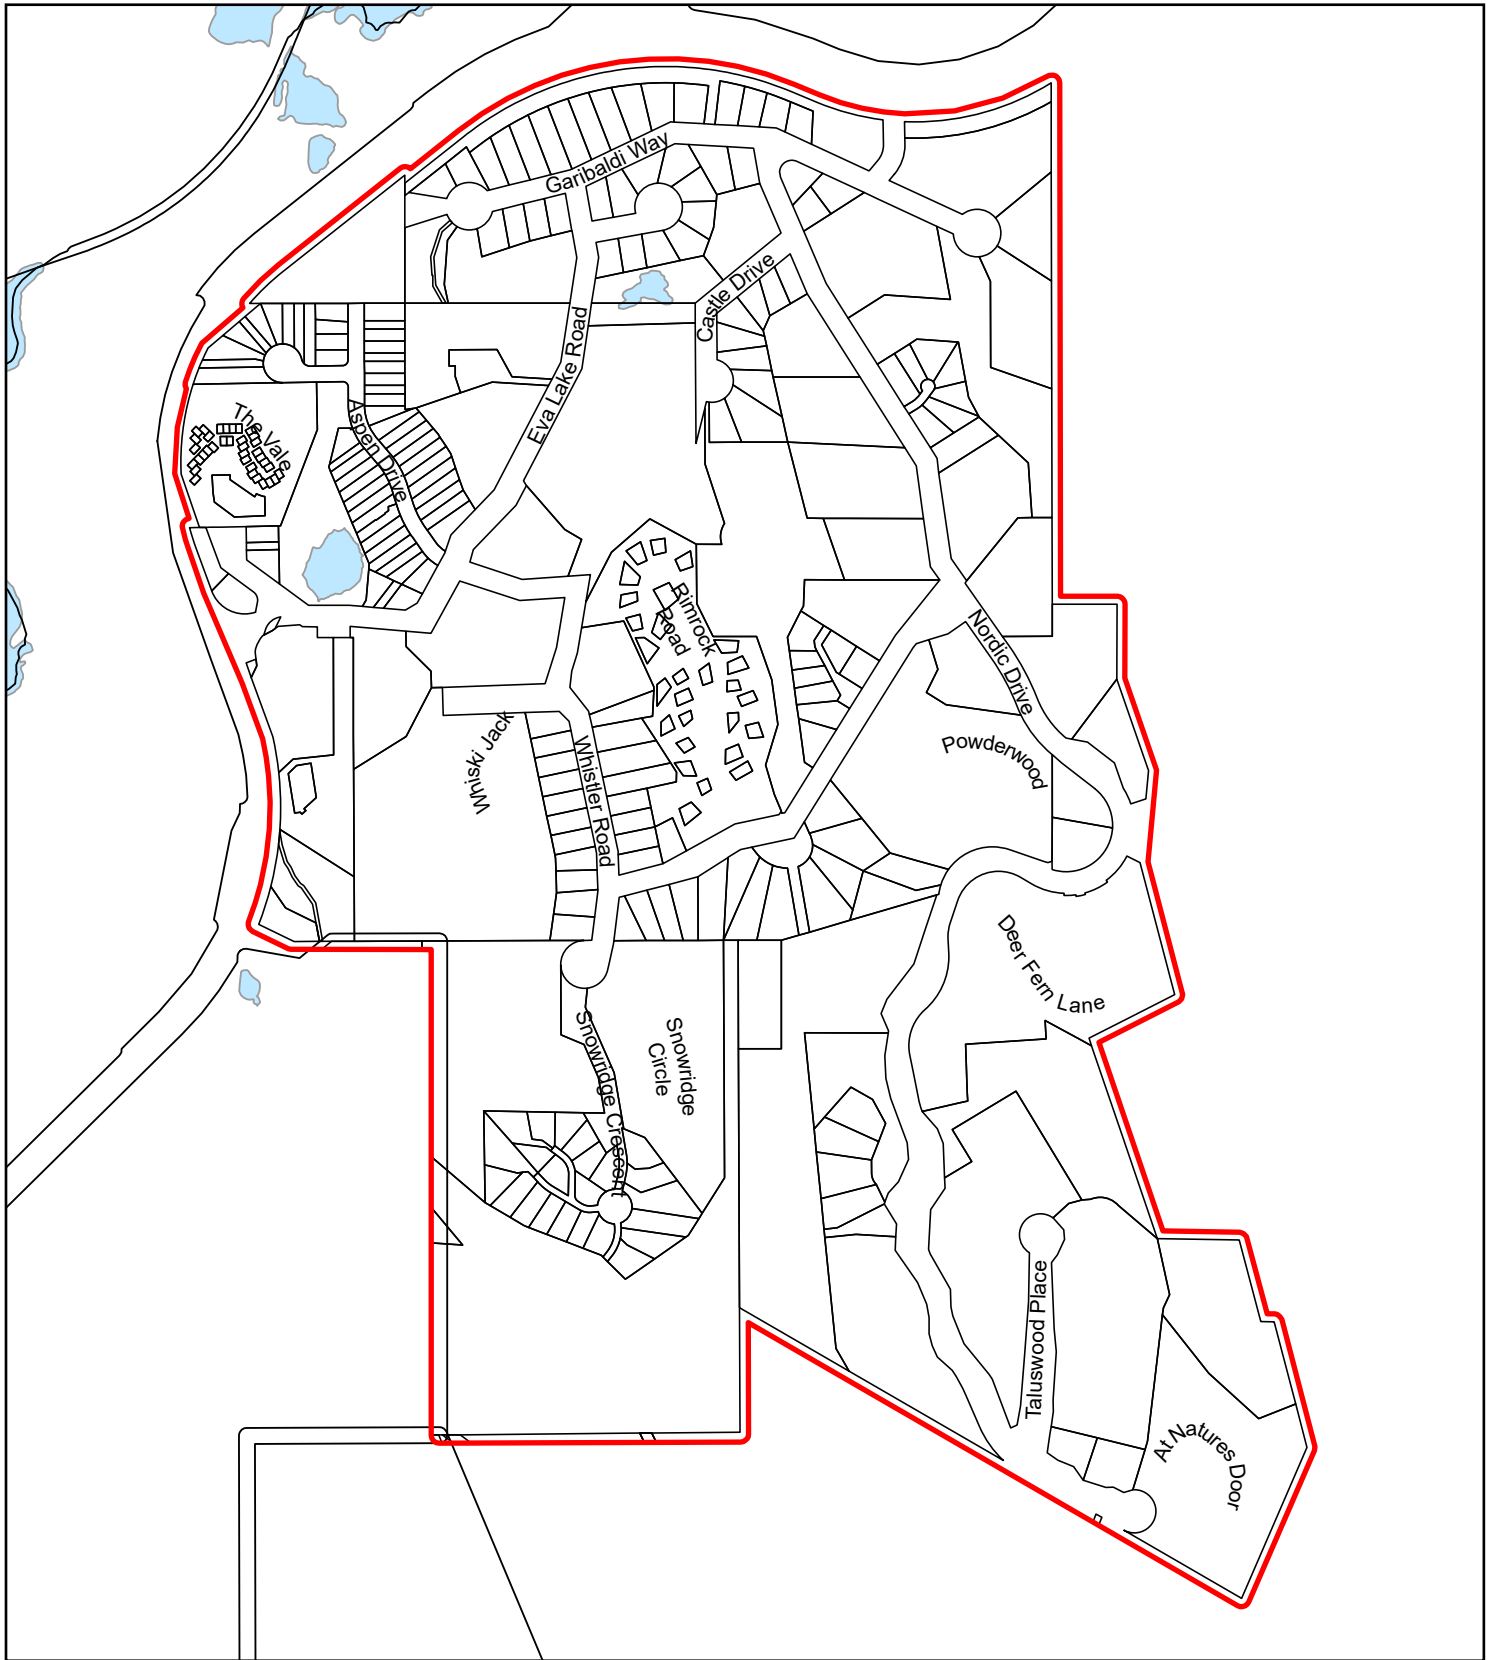 Garibaldi Way
Castle Drive
Eva Lake Road
The Vale
Aspen Drive
Rimrock
Road
Nordic Drive
Whiski Jack
Whistler Road
Powderwood
Deer Fern Lane
Snowridge
Circle
Snowridge Crescent
Taluswood Place
At Natures Door